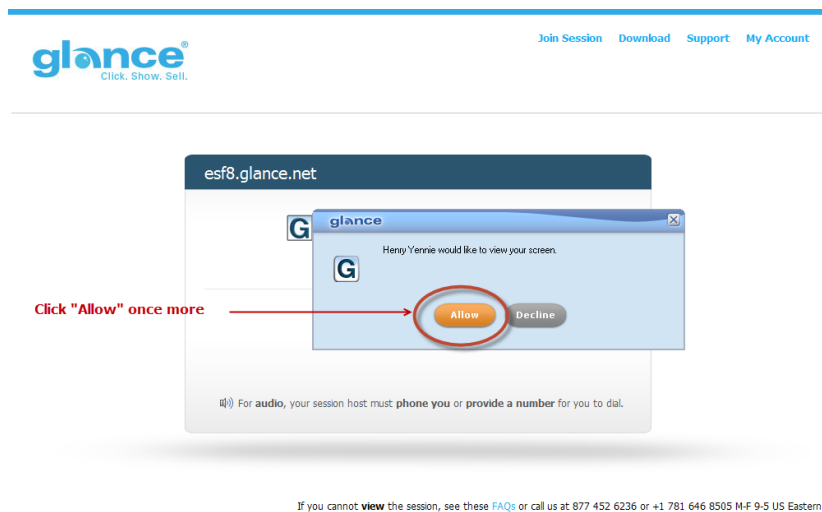 Join Session Download Support My Account
glance®
Click. Show. Sell.
esf8.glance.net
G
glance
Henry Yennie would like to view your screen.
G
Click "Allow" once more
Allow Decline
For audio, your session host must phone you or provide a number for you to dial.
If you cannot view the session, see these FAQs or call us at 877 452 6236 or +1 781 646 8505 M-F 9-5 US Eastern